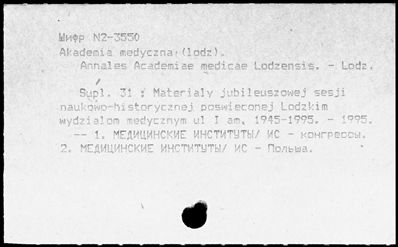 Шифр N2-3550
Akademia medyczna (lodz).
Annales Academiae medicae Lodzensis. - Lodz.
Supl. 31 : Materialy jubileuszowej sesji
naukowo-historycznej poswieconej Lodzkim
wydzialom medycznym ul I am, 1945-1995. - 1995.
-- 1. МЕДИЦИНСКИЕ ИНСТИТУТЫ/ ИС - конгрессы.
2. МЕДИЦИНСКИЕ ИНСТИТУТЫ/ ИС - Польша.